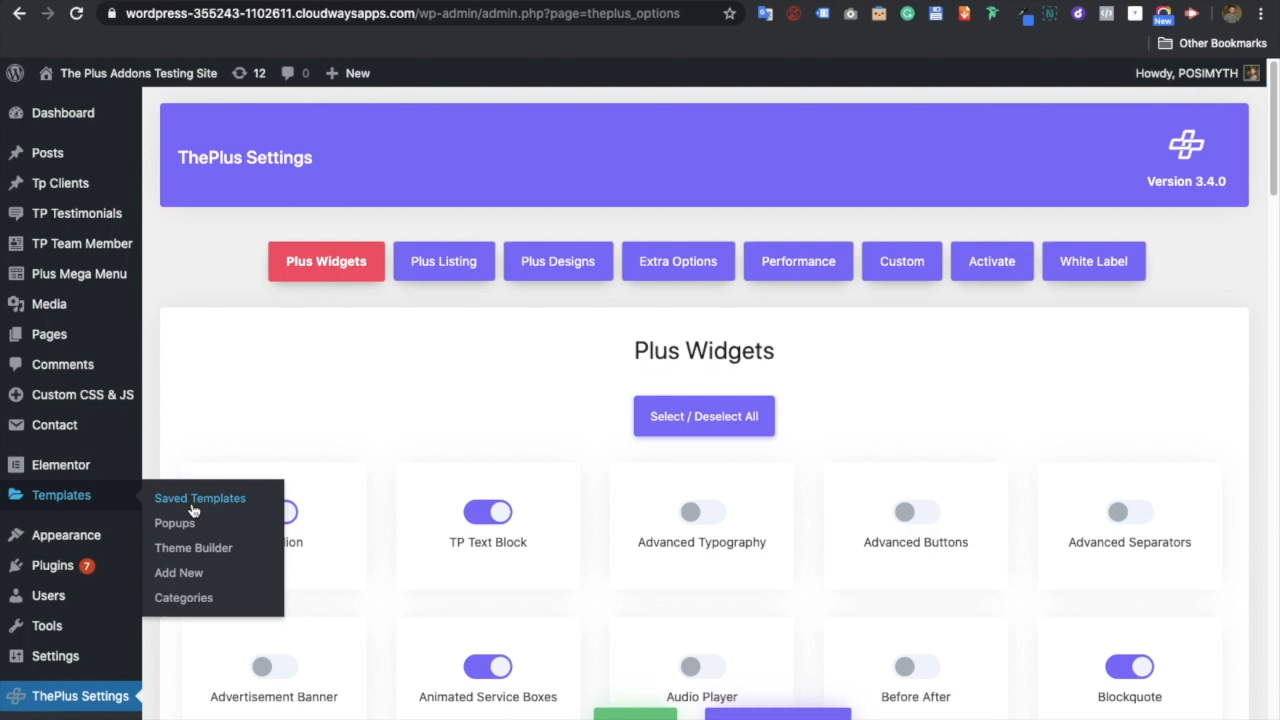 wordpress-355243-1102611.cloudwaysapps.com/wp-admin/admin.php?page=theplus_options
New
Other Bookmarks
The Plus Addons Testing Site 12 0 New
Howdy, POSIMYTH
Dashboard
Posts
Tp Clients
TP Testimonials
TP Team Member
Plus Mega Menu
Media
Pages
Comments
Custom CSS & JS
Contact
Elementor
Templates
Appearance
Plugins 7
Users
Tools
Settings
ThePlus Settings
Saved Templates
Popups
Theme Builder
Add New
Categories
ThePlus Settings
Version 3.4.0
Plus Widgets
Plus Listing
Plus Designs
Extra Options
Performance
Custom
Activate
White Label
Plus Widgets
Select / Deselect All
TP Text Block
Advanced Typography
Advanced Buttons
Advanced Separators
Advertisement Banner
Animated Service Boxes
Audio Player
Before After
Blockquote